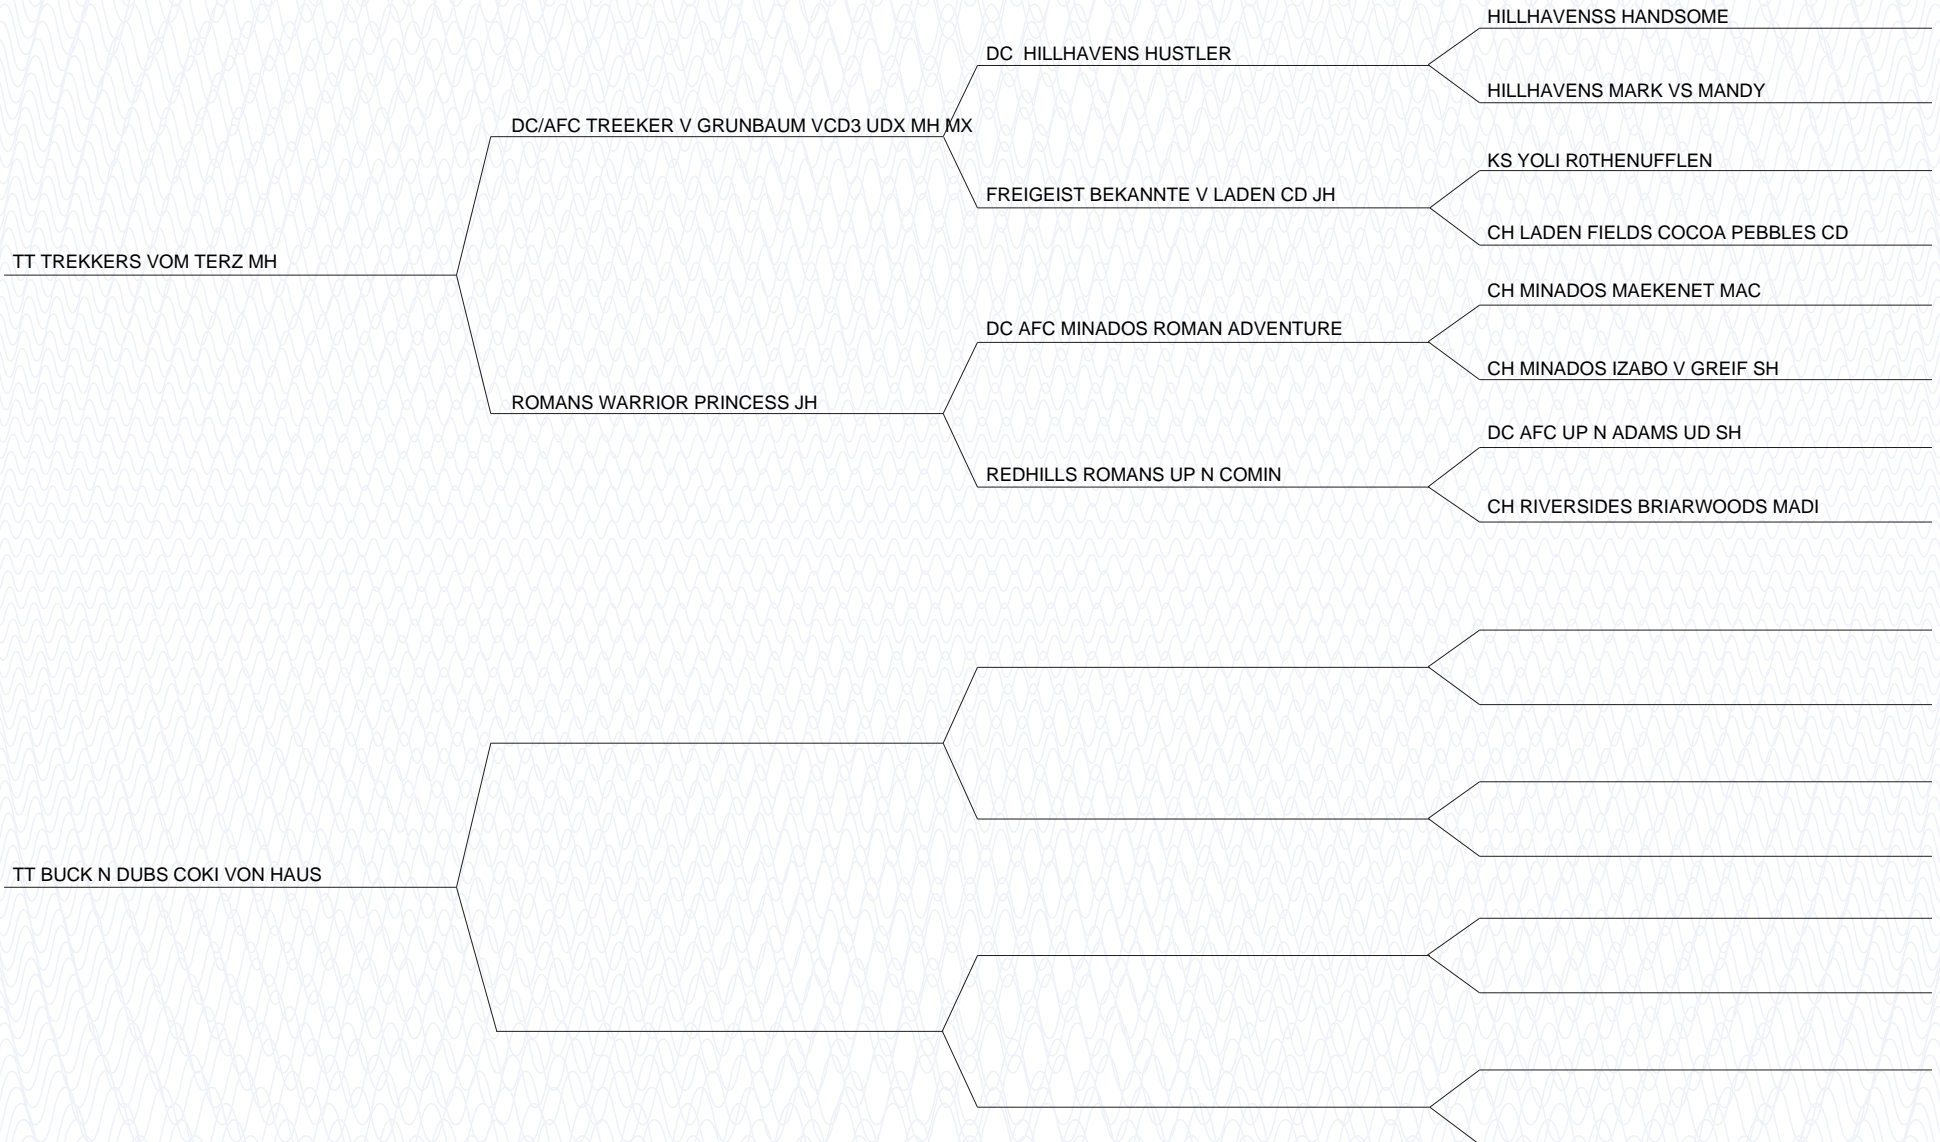 HILLHAVENSS HANDSOME
DC  HILLHAVENS HUSTLER
HILLHAVENS MARK VS MANDY
DC/AFC TREEKER V GRUNBAUM VCD3 UDX MH MX
KS YOLI R0THENUFFLEN
FREIGEIST BEKANNTE V LADEN CD JH
CH LADEN FIELDS COCOA PEBBLES CD
TT TREKKERS VOM TERZ MH
CH MINADOS MAEKENET MAC
DC AFC MINADOS ROMAN ADVENTURE
CH MINADOS IZABO V GREIF SH
ROMANS WARRIOR PRINCESS JH
DC AFC UP N ADAMS UD SH
REDHILLS ROMANS UP N COMIN
CH RIVERSIDES BRIARWOODS MADI
TT BUCK N DUBS COKI VON HAUS